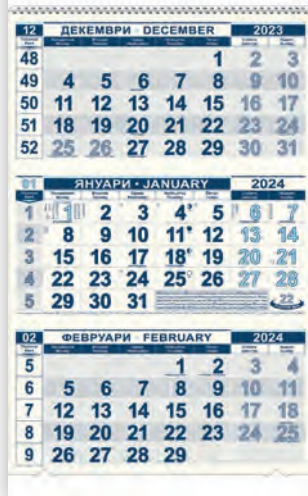 12 ДЕКЕМВРИ · DECEMBER 2023
48 1 2 3
49 4 5 6 7 8 9 10
50 11 12 13 14 15 16 17
51 18 19 20 21 22 23 24
52 25 26 27 28 29 30 31
01 ЯНУАРИ · JANUARY 2024
1 1 2 3 4 5 6 7
2 8 9 10 11 12 13 14
3 15 16 17 18 19 20 21
4 22 23 24 25 26 27 28
5 29 30 31
02 ФЕВРУАРИ · FEBRUARY 2024
5 1 2 3 4
6 5 6 7 8 9 10 11
7 12 13 14 15 16 17 18
8 19 20 21 22 23 24 25
9 26 27 28 29